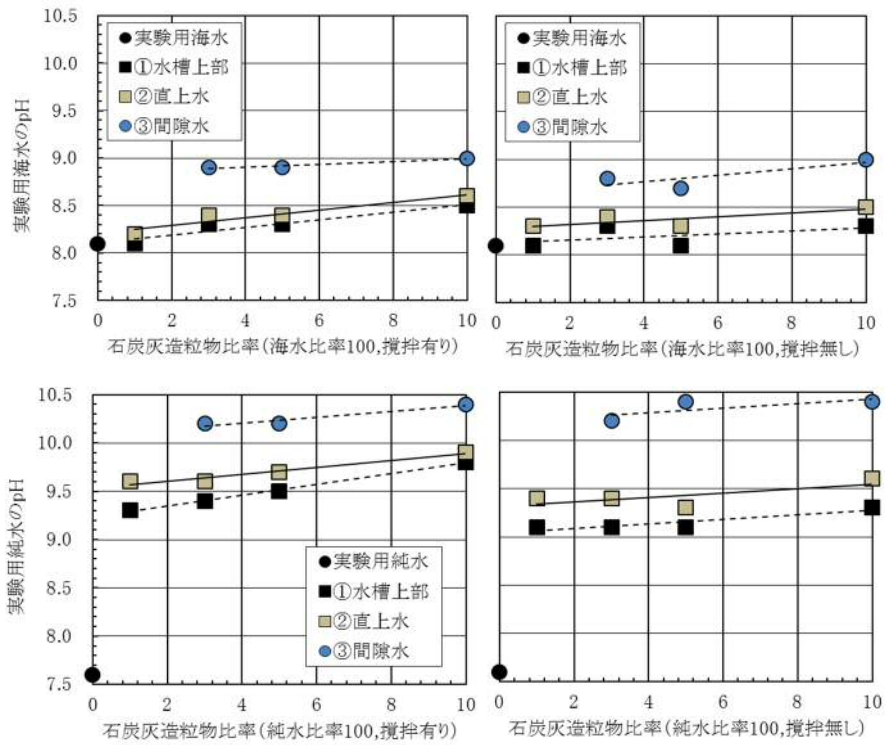 実験用海水のpH
10.5
10.0
9.5
9.0
8.5
8.0
7.5
●実験用海水
■①水槽上部
②直上水
③間隙水
0 2 4 6 8 10
石炭灰造粒物比率(海水比率100,攪拌有り)
実験用海水
①水槽上部
②直上水
③間隙水
0 2 4 6 8 10
石炭灰造粒物比率(海水比率100,攪拌無し)
実験用純水のpH
10.5
10.0
9.5
9.0
8.5
8.0
7.5
実験用純水
①水槽上部
②直上水
③間隙水
0 2 4 6 8 10
石炭灰造粒物比率(純水比率100,攪拌有り)
0 2 4 6 8 10
石炭灰造粒物比率(純水比率100,攪拌無し)